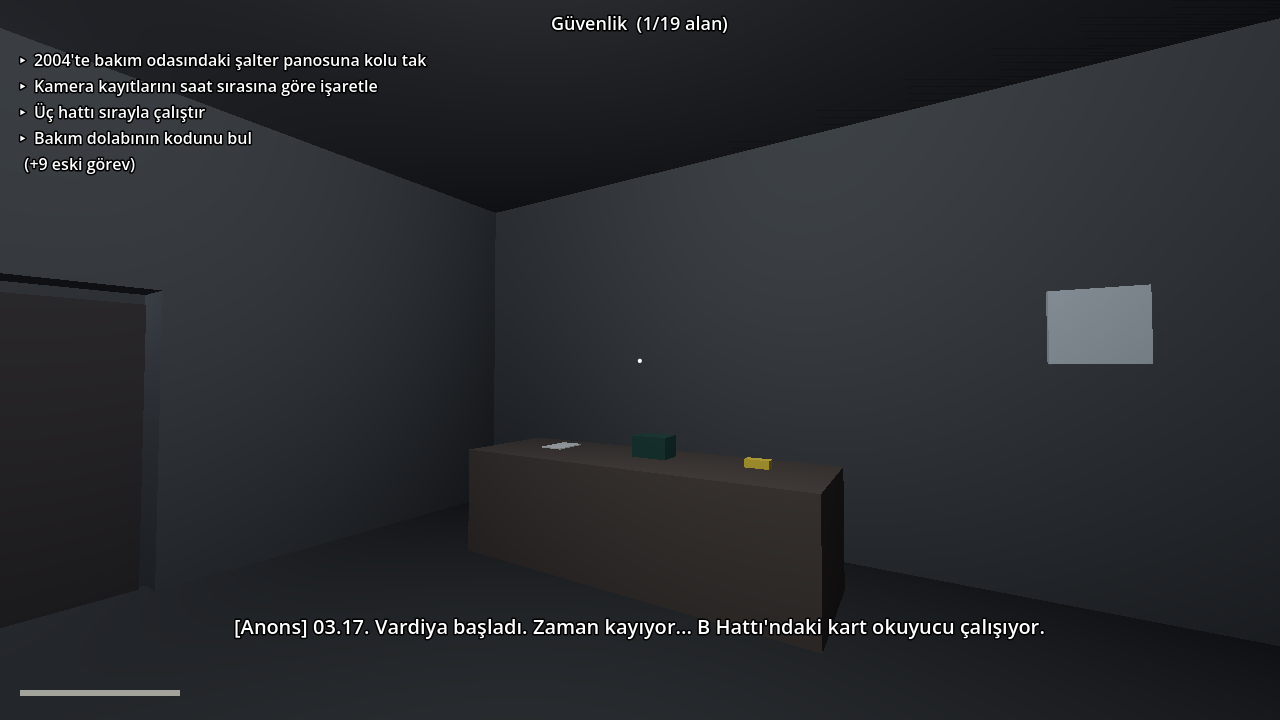 Güvenlik  (1/19 alan)
‣ 2004'te bakım odasındaki şalter panosuna kolu tak
‣ Kamera kayıtlarını saat sırasına göre işaretle
‣ Üç hattı sırayla çalıştır
‣ Bakım dolabının kodunu bul
(+9 eski görev)
[Anons] 03.17. Vardiya başladı. Zaman kayıyor... B Hattı'ndaki kart okuyucu çalışıyor.